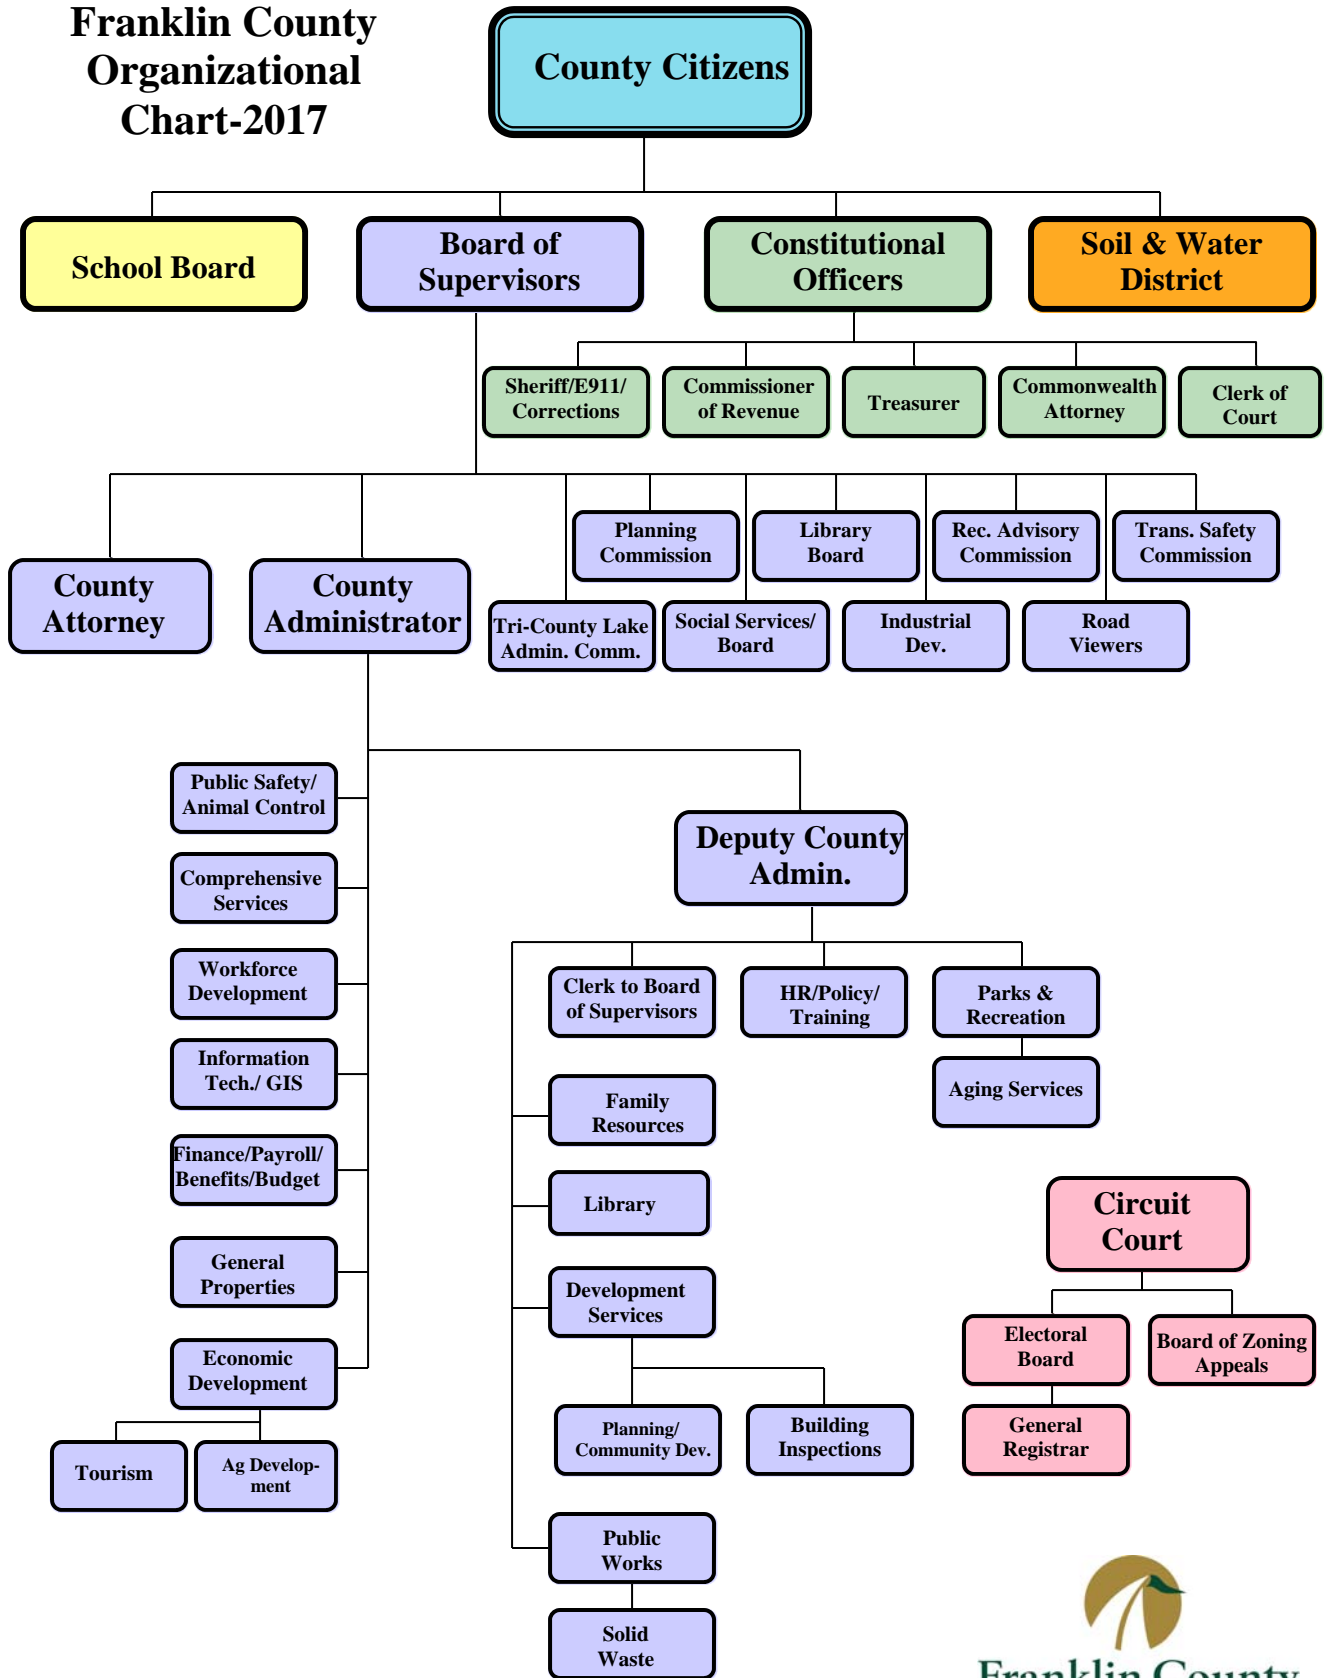 Franklin County
Organizational
Chart-2017
County Citizens
School Board
Board of
Supervisors
Constitutional
Officers
Soil & Water
District
Sheriff/E911/
Corrections
Commissioner
of Revenue
Treasurer
Commonwealth
Attorney
Clerk of
Court
Planning
Commission
Library
Board
Rec. Advisory
Commission
Trans. Safety
Commission
County
Attorney
County
Administrator
Tri-County Lake
Admin. Comm.
Social Services/
Board
Industrial
Dev.
Road
Viewers
Public Safety/
Animal Control
Comprehensive
Services
Workforce
Development
Information
Tech./ GIS
Finance/Payroll/
Benefits/Budget
General
Properties
Economic
Development
Tourism
Ag Develop-
ment
Deputy County
Admin.
Clerk to Board
of Supervisors
HR/Policy/
Training
Parks &
Recreation
Aging Services
Family
Resources
Library
Development
Services
Planning/
Community Dev.
Building
Inspections
Public
Works
Solid
Waste
Circuit
Court
Electoral
Board
Board of Zoning
Appeals
General
Registrar
Franklin County